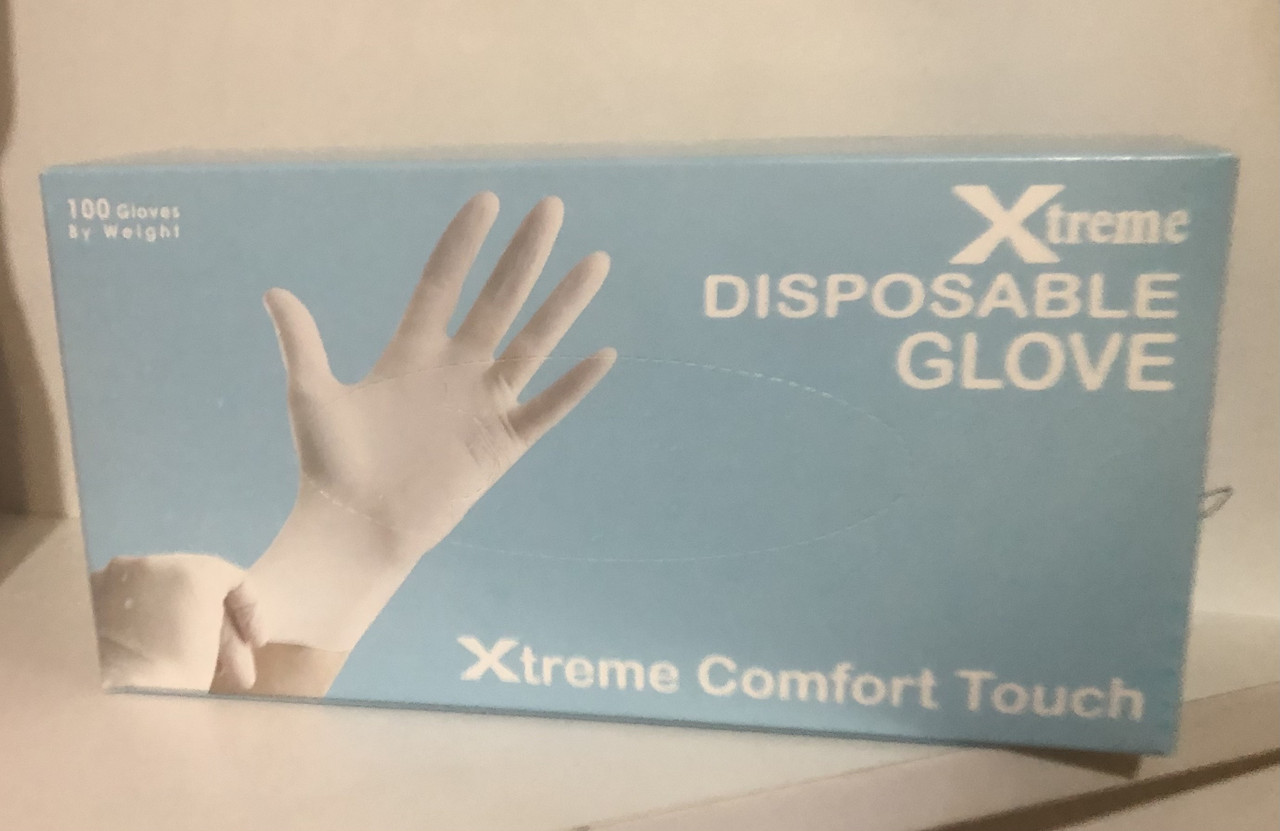 100 Gloves
By Weight
Xtreme
DISPOSABLE
GLOVE
Xtreme Comfort Touch